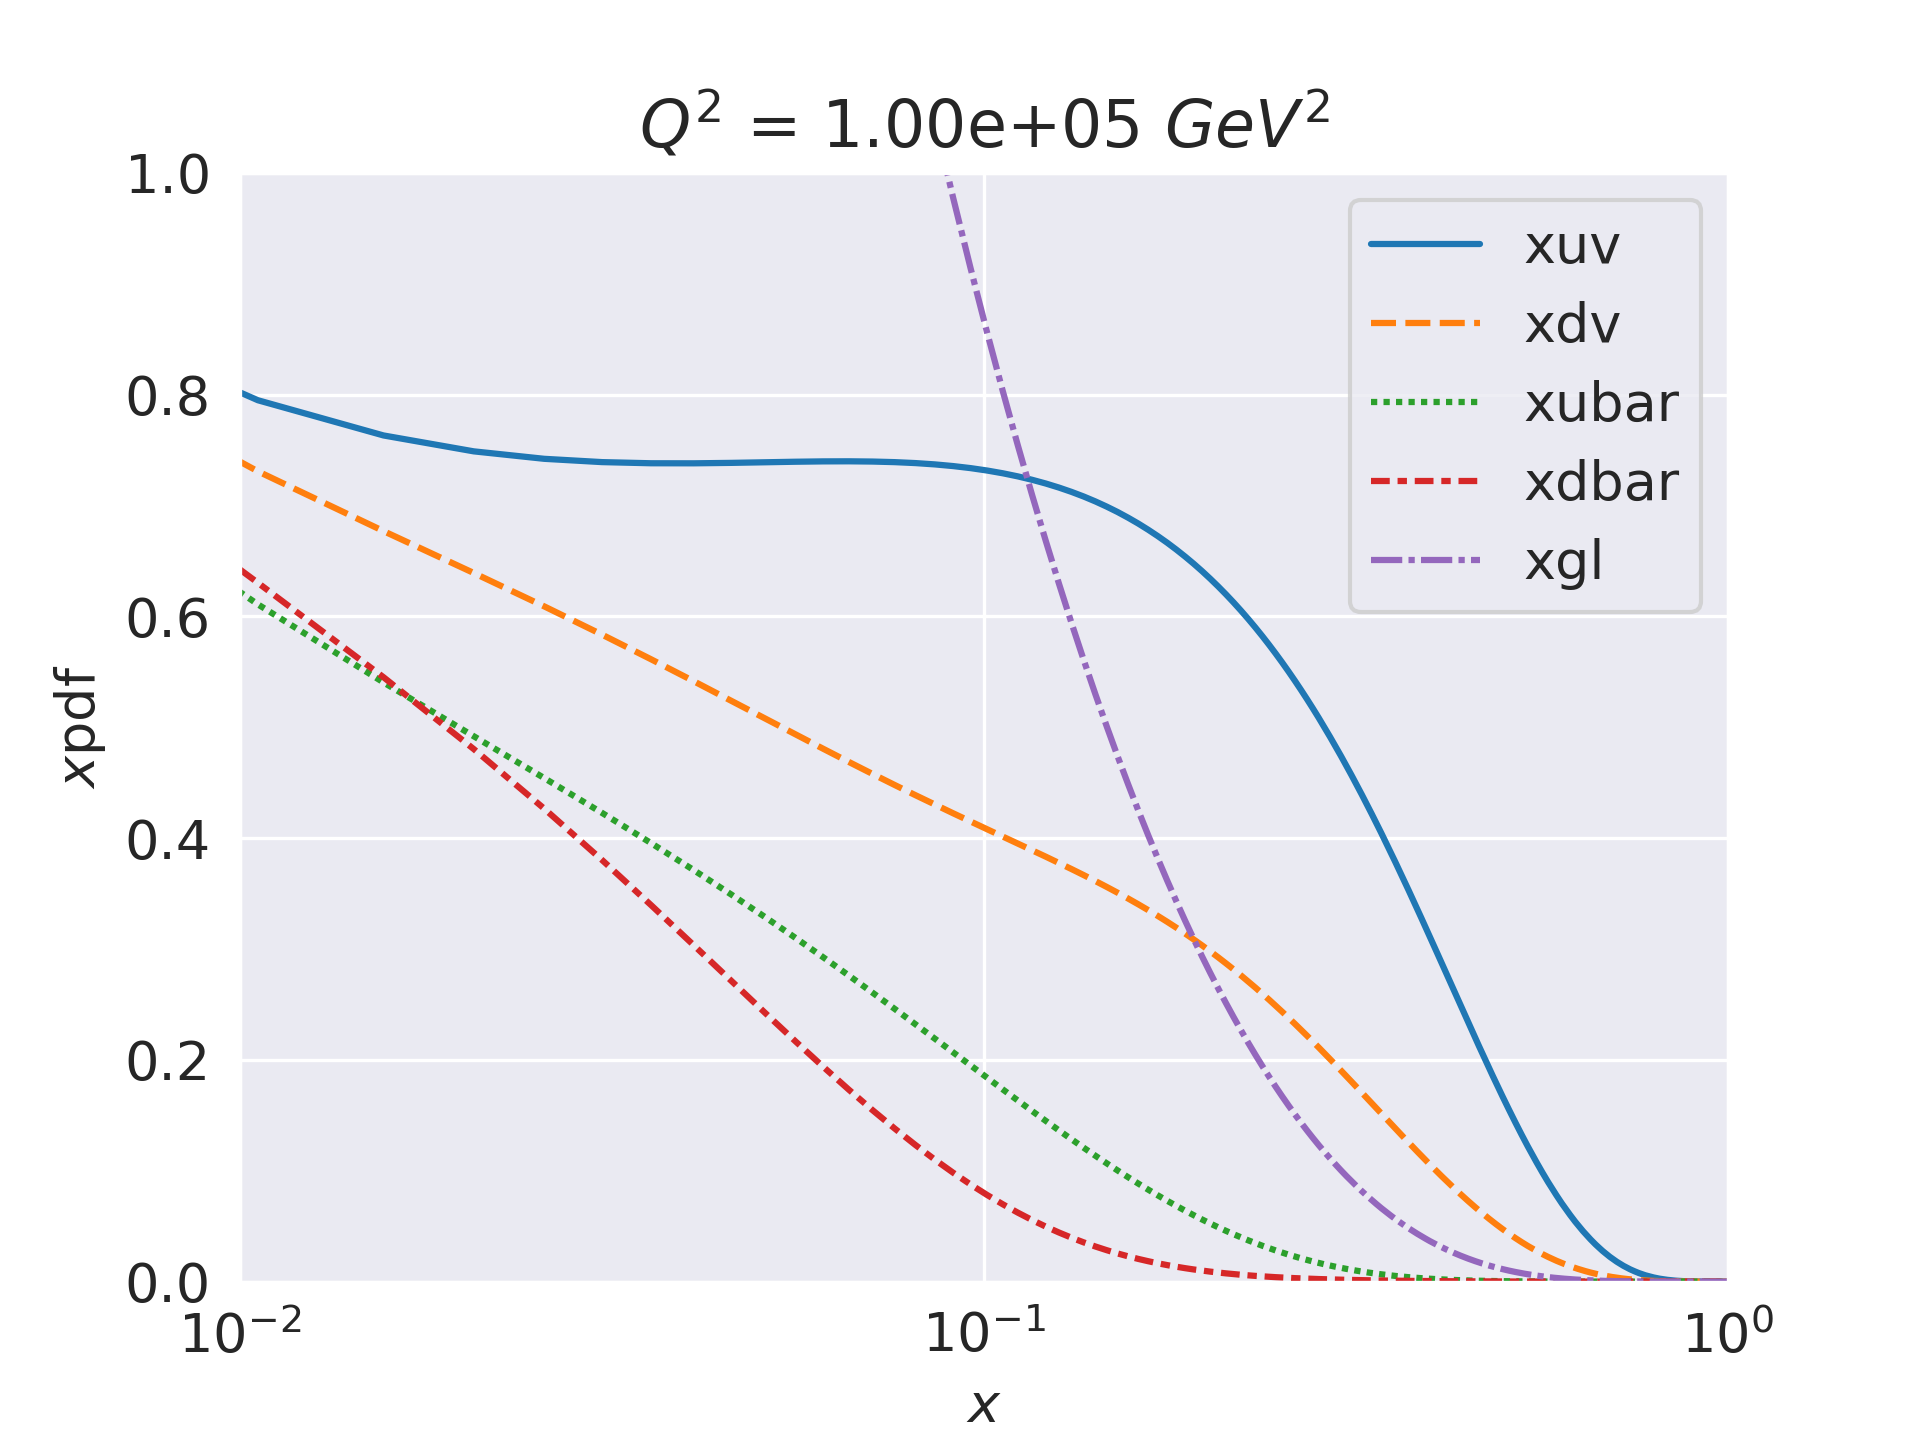 Q² = 1.00e+05 GeV²
1.0
0.8
0.6
0.4
0.2
0.0
xpdf
10⁻² 10⁻¹ 10⁰
x
xuv
xdv
xubar
xdbar
xgl